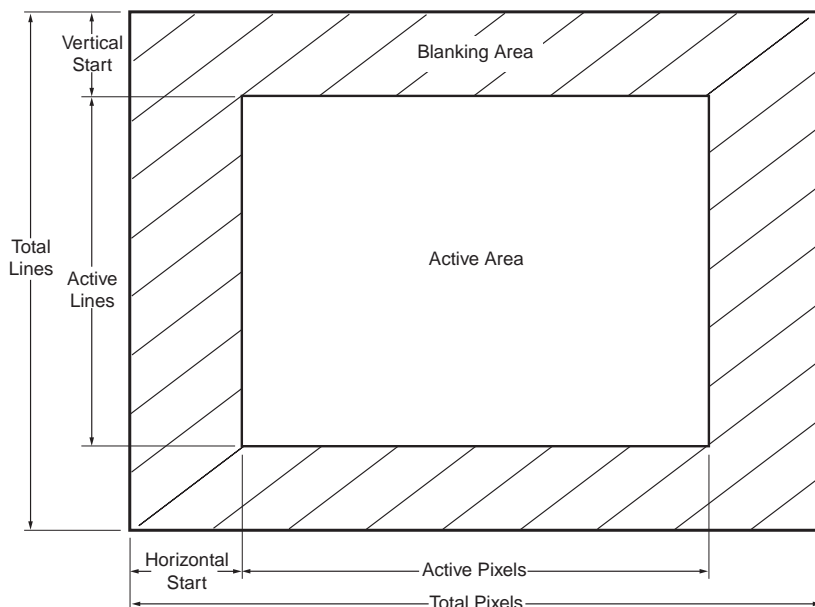 Vertical
Start
Blanking Area
Total
Lines
Active
Lines
Active Area
Horizontal
Start
Active Pixels
Total Pixels